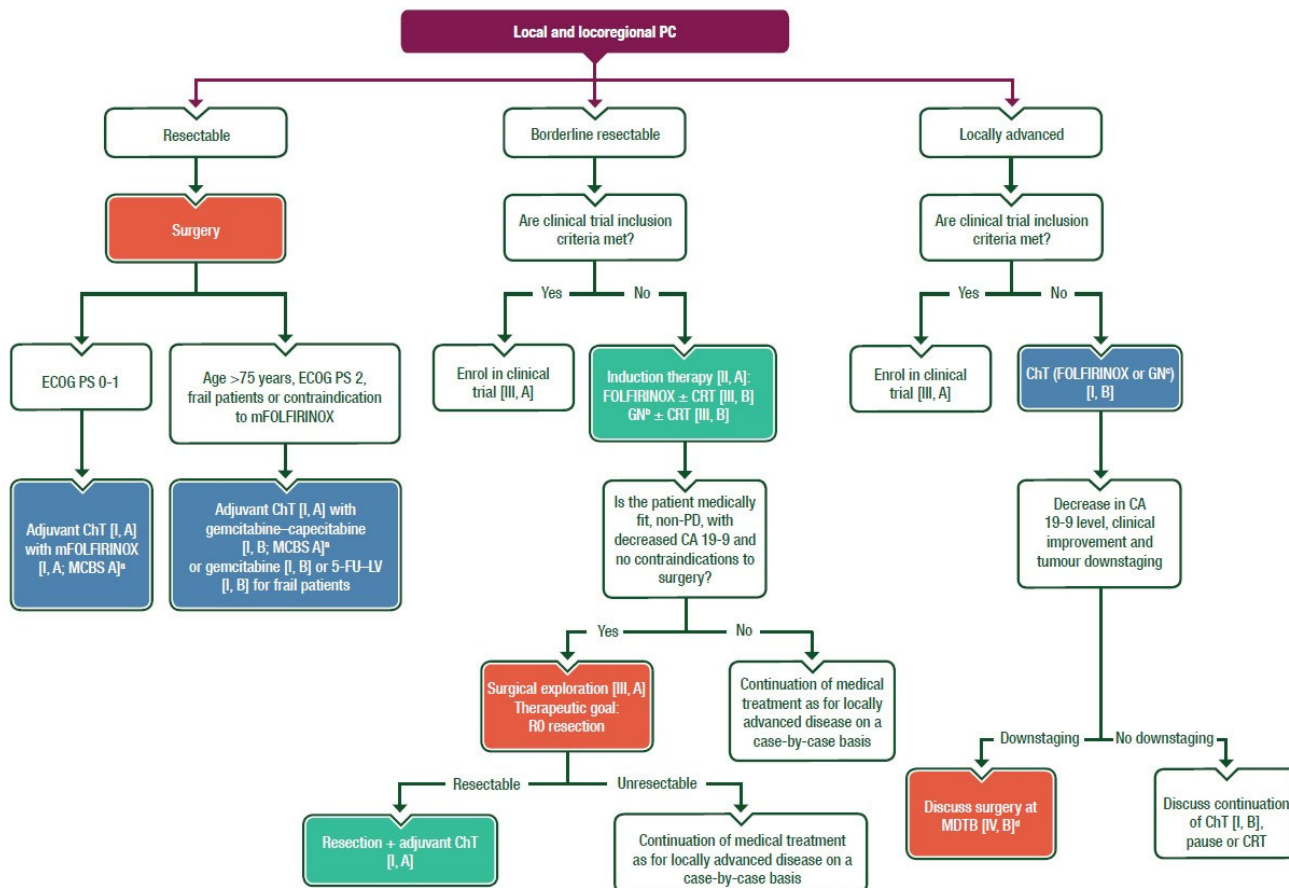 Local and locoregional PC
Resectable
Borderline resectable
Locally advanced
Surgery
Are clinical trial inclusion
criteria met?
Are clinical trial inclusion
criteria met?
Yes
No
Yes
No
ECOG PS 0-1
Age >75 years, ECOG PS 2,
frail patients or contraindication
to mFOLFIRINOX
Enrol in clinical
trial [III, A]
Induction therapy [II, A]:
FOLFIRINOX ± CRT [III, B]
GNᵇ ± CRT [III, B]
Enrol in clinical
trial [III, A]
ChT (FOLFIRINOX or GNᶜ)
[I, B]
Adjuvant ChT [I, A]
with mFOLFIRINOX
[I, A; MCBS A]ᵃ
Adjuvant ChT [I, A] with
gemcitabine–capecitabine
[I, B; MCBS A]ᵃ
or gemcitabine [I, B] or 5-FU–LV
[I, B] for frail patients
Is the patient medically
fit, non-PD, with
decreased CA 19-9 and
no contraindications to
surgery?
Decrease in CA
19-9 level, clinical
improvement and
tumour downstaging
Yes
No
Surgical exploration [III, A]
Therapeutic goal:
R0 resection
Continuation of medical
treatment as for locally
advanced disease on a
case-by-case basis
Downstaging
No downstaging
Resectable
Unresectable
Resection + adjuvant ChT
[I, A]
Continuation of medical treatment
as for locally advanced disease on a
case-by-case basis
Discuss surgery at
MDTB [IV, B]ᵈ
Discuss continuation
of ChT [I, B],
pause or CRT